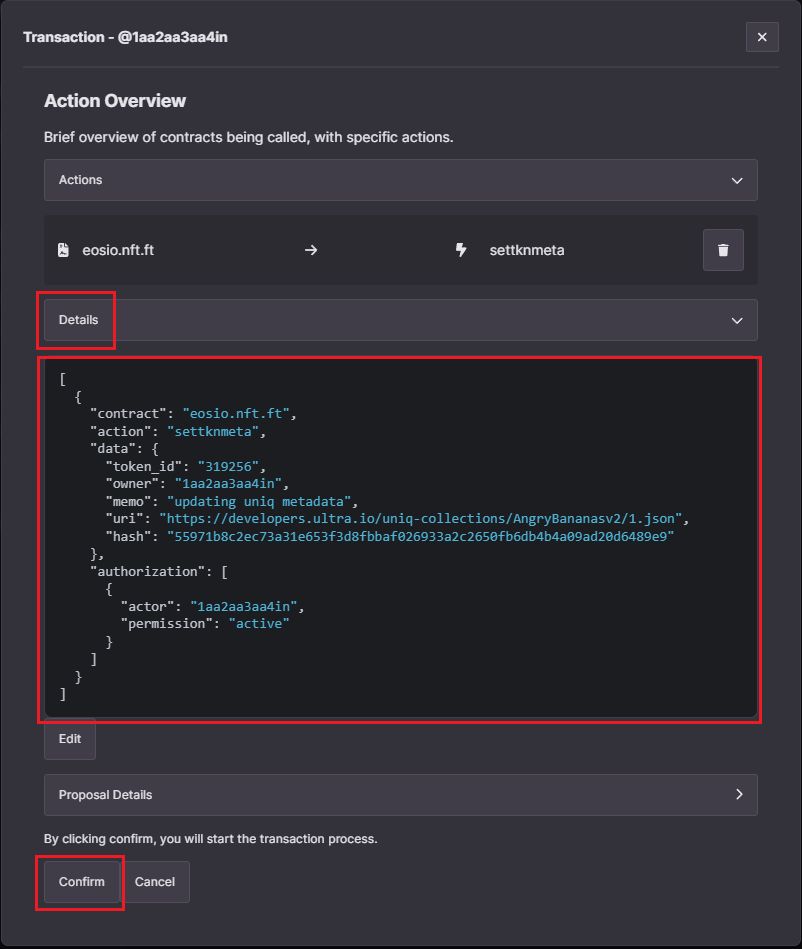 Transaction - @1aa2aa3aa4in
Action Overview
Brief overview of contracts being called, with specific actions.
Actions
eosio.nft.ft → settknmeta
Details
[
{
"contract": "eosio.nft.ft",
"action": "settknmeta",
"data": {
"token_id": "319256",
"owner": "1aa2aa3aa4in",
"memo": "updating uniq metadata",
"uri": "https://developers.ultra.io/uniq-collections/AngryBananasv2/1.json",
"hash": "55971b8c2ec73a31e653f3d8fbbaf026933a2c2650fb6db4b4a09ad20d6489e9"
},
"authorization": [
{
"actor": "1aa2aa3aa4in",
"permission": "active"
}
]
}
]
Edit
Proposal Details
By clicking confirm, you will start the transaction process.
Confirm Cancel